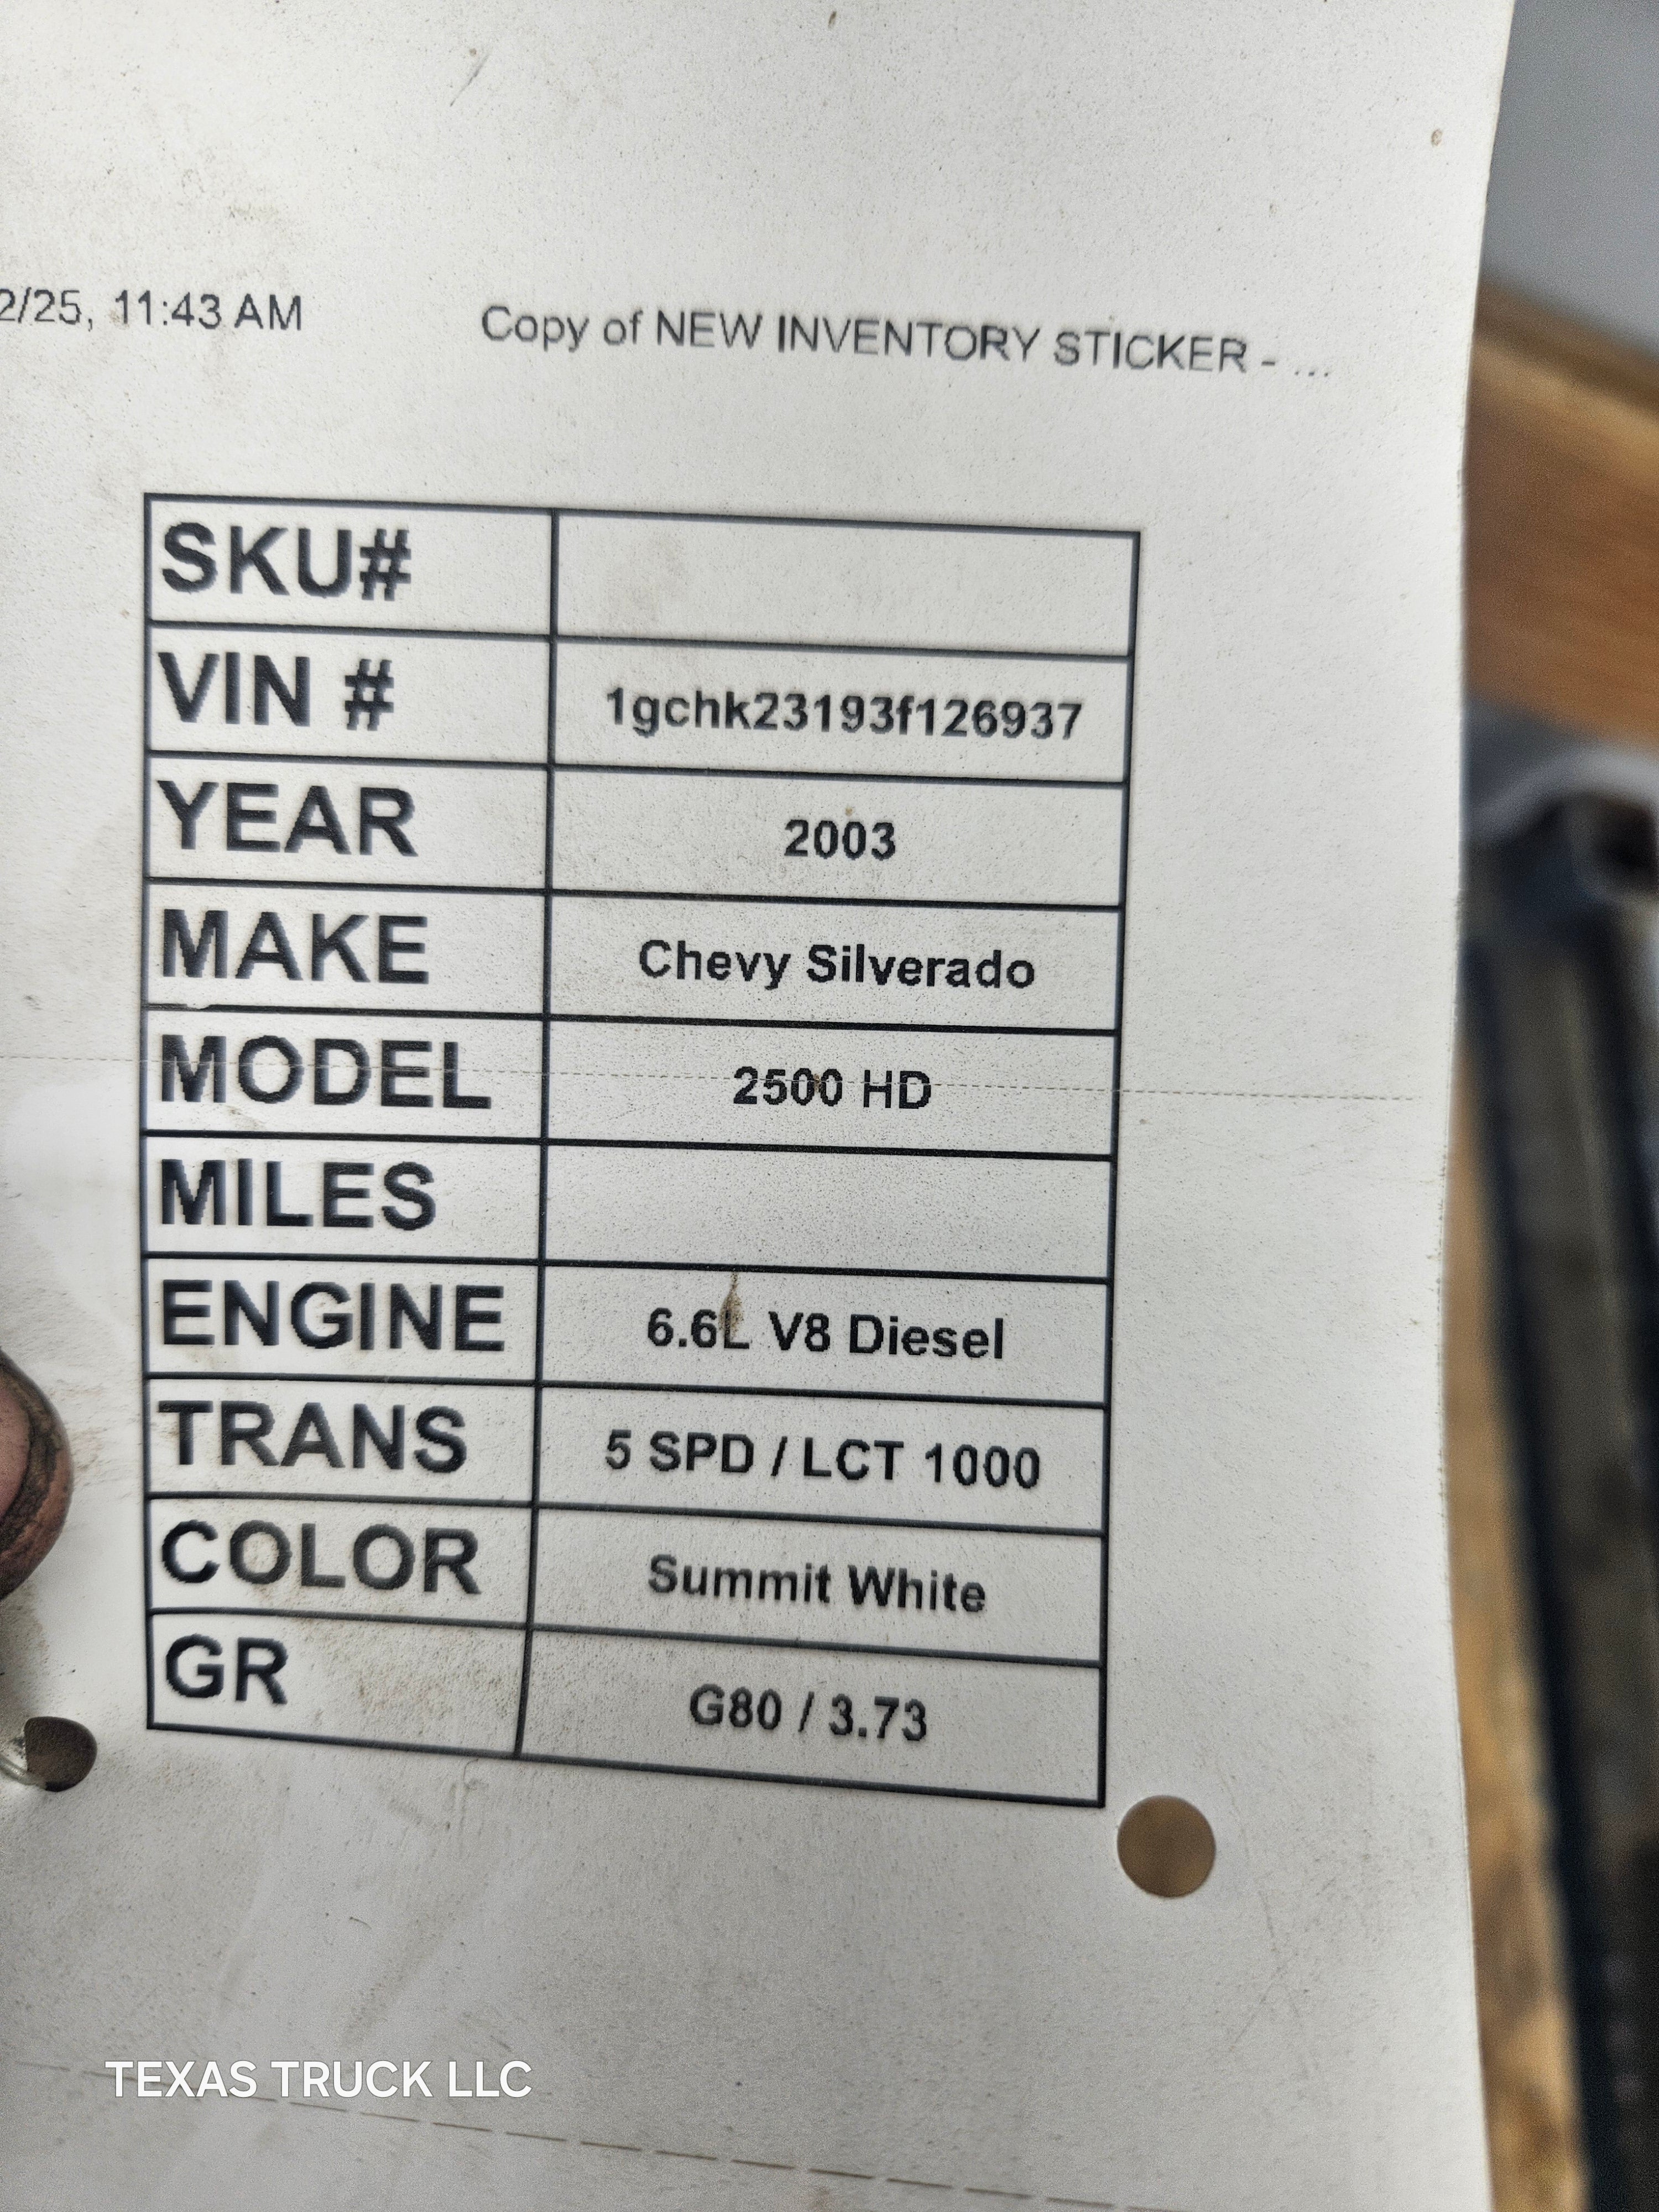 2/25, 11:43 AM Copy of NEW INVENTORY STICKER - ...
SKU#
VIN # 1gchk23193f126937
YEAR 2003
MAKE Chevy Silverado
MODEL 2500 HD
MILES
ENGINE 6.6L V8 Diesel
TRANS 5 SPD / LCT 1000
COLOR Summit White
GR G80 / 3.73
TEXAS TRUCK LLC